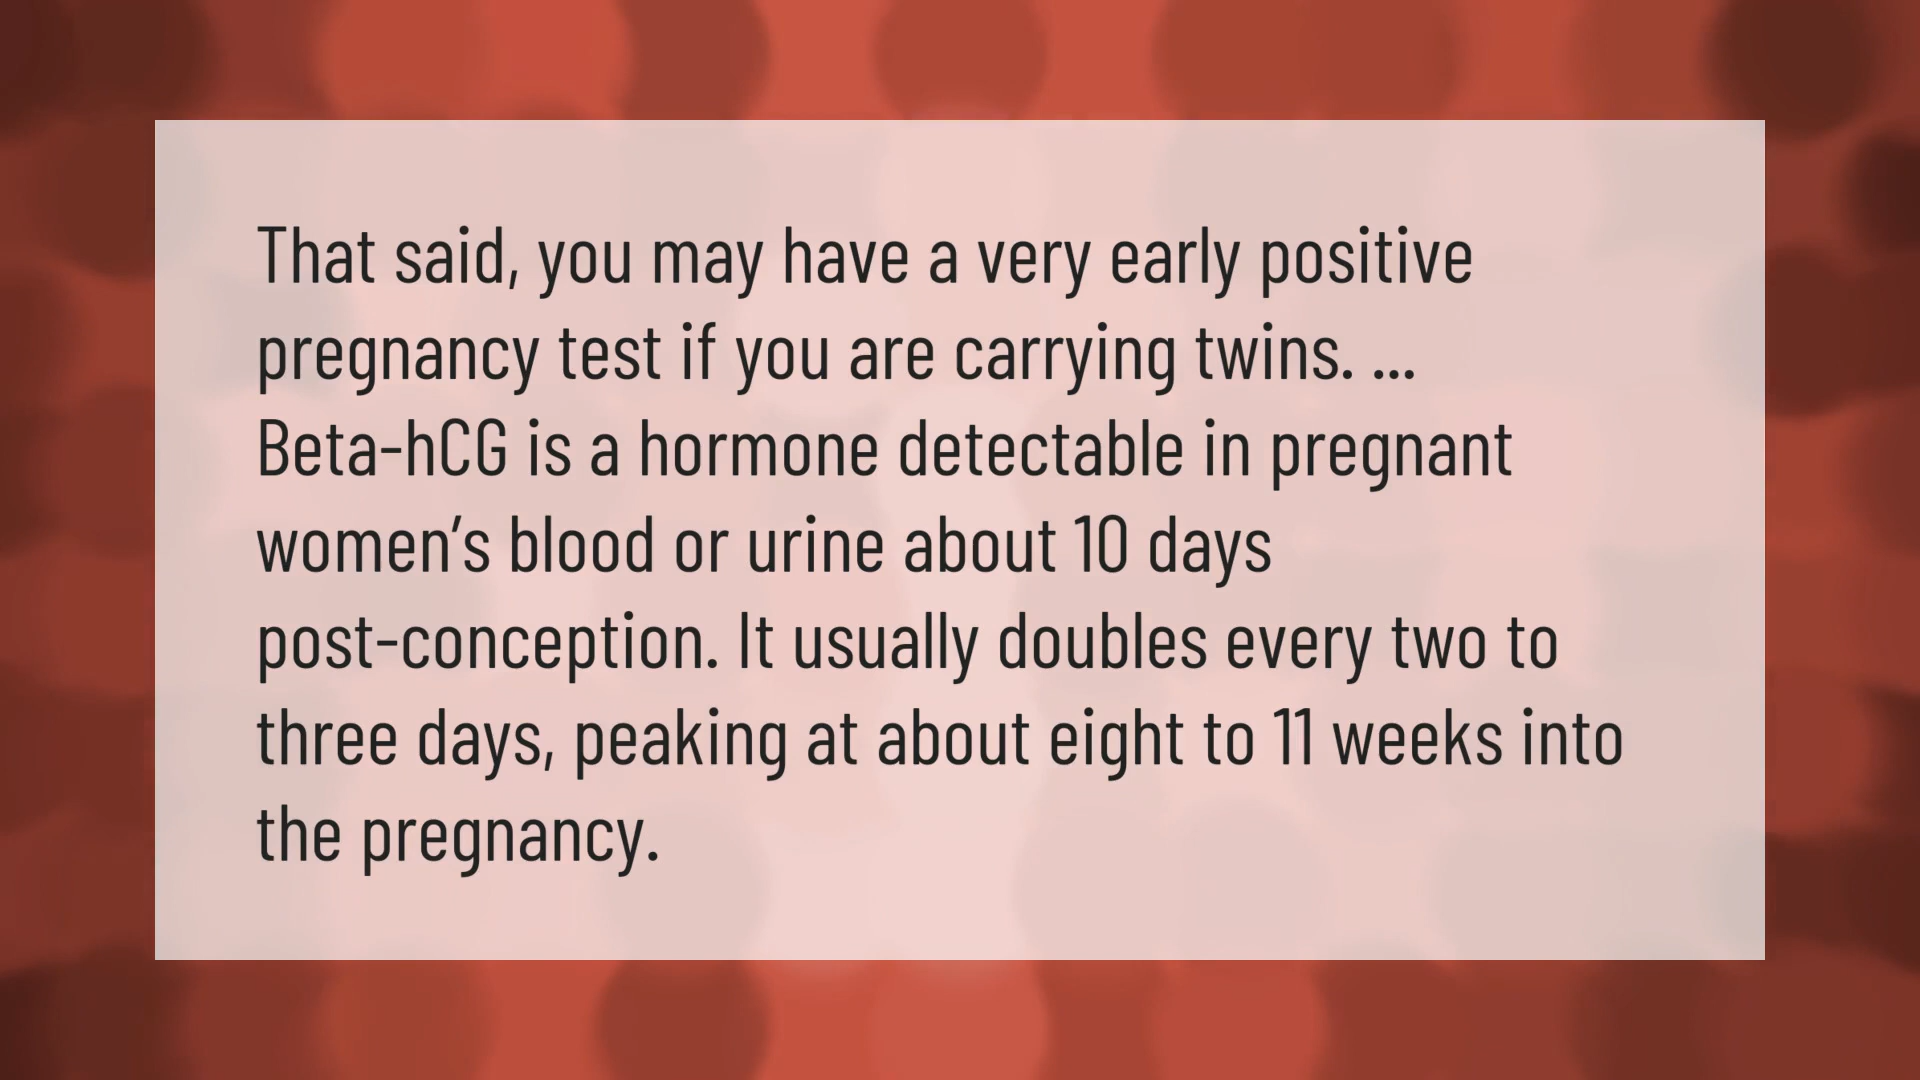 That said, you may have a very early positive
pregnancy test if you are carrying twins. ...
Beta-hCG is a hormone detectable in pregnant
women’s blood or urine about 10 days
post-conception. It usually doubles every two to
three days, peaking at about eight to 11 weeks into
the pregnancy.